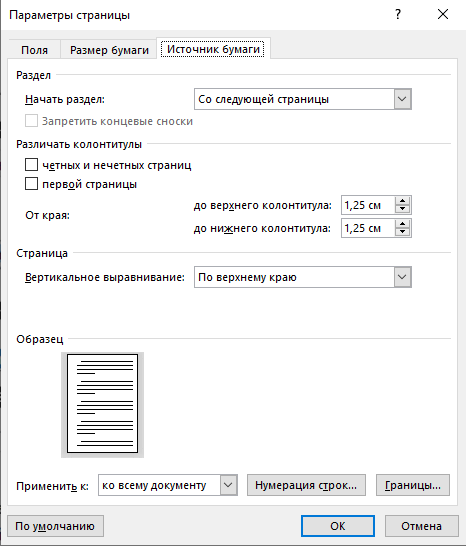 Параметры страницы
Поля Размер бумаги Источник бумаги
Раздел
Начать раздел: Со следующей страницы
Запретить концевые сноски
Различать колонтитулы
четных и нечетных страниц
первой страницы
От края:
до верхнего колонтитула: 1,25 см
до нижнего колонтитула: 1,25 см
Страница
Вертикальное выравнивание: По верхнему краю
Образец
Применить к: ко всему документу Нумерация строк... Границы...
По умолчанию ОК Отмена